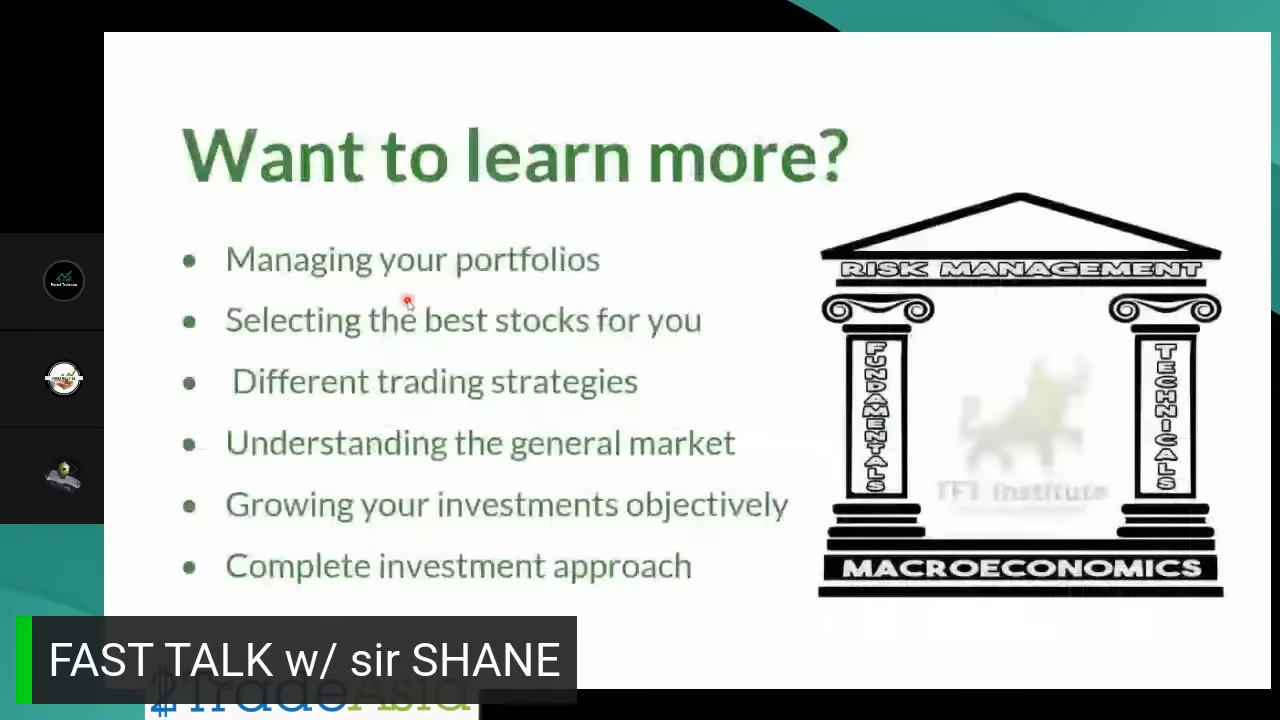 Want to learn more?
Managing your portfolios
Selecting the best stocks for you
Different trading strategies
Understanding the general market
Growing your investments objectively
Complete investment approach
RISK MANAGEMENT
FUNDAMENTALS
TECHNICALS
TFT Institute
MACROECONOMICS
FAST TALK w/ sir SHANE
TradeAsia